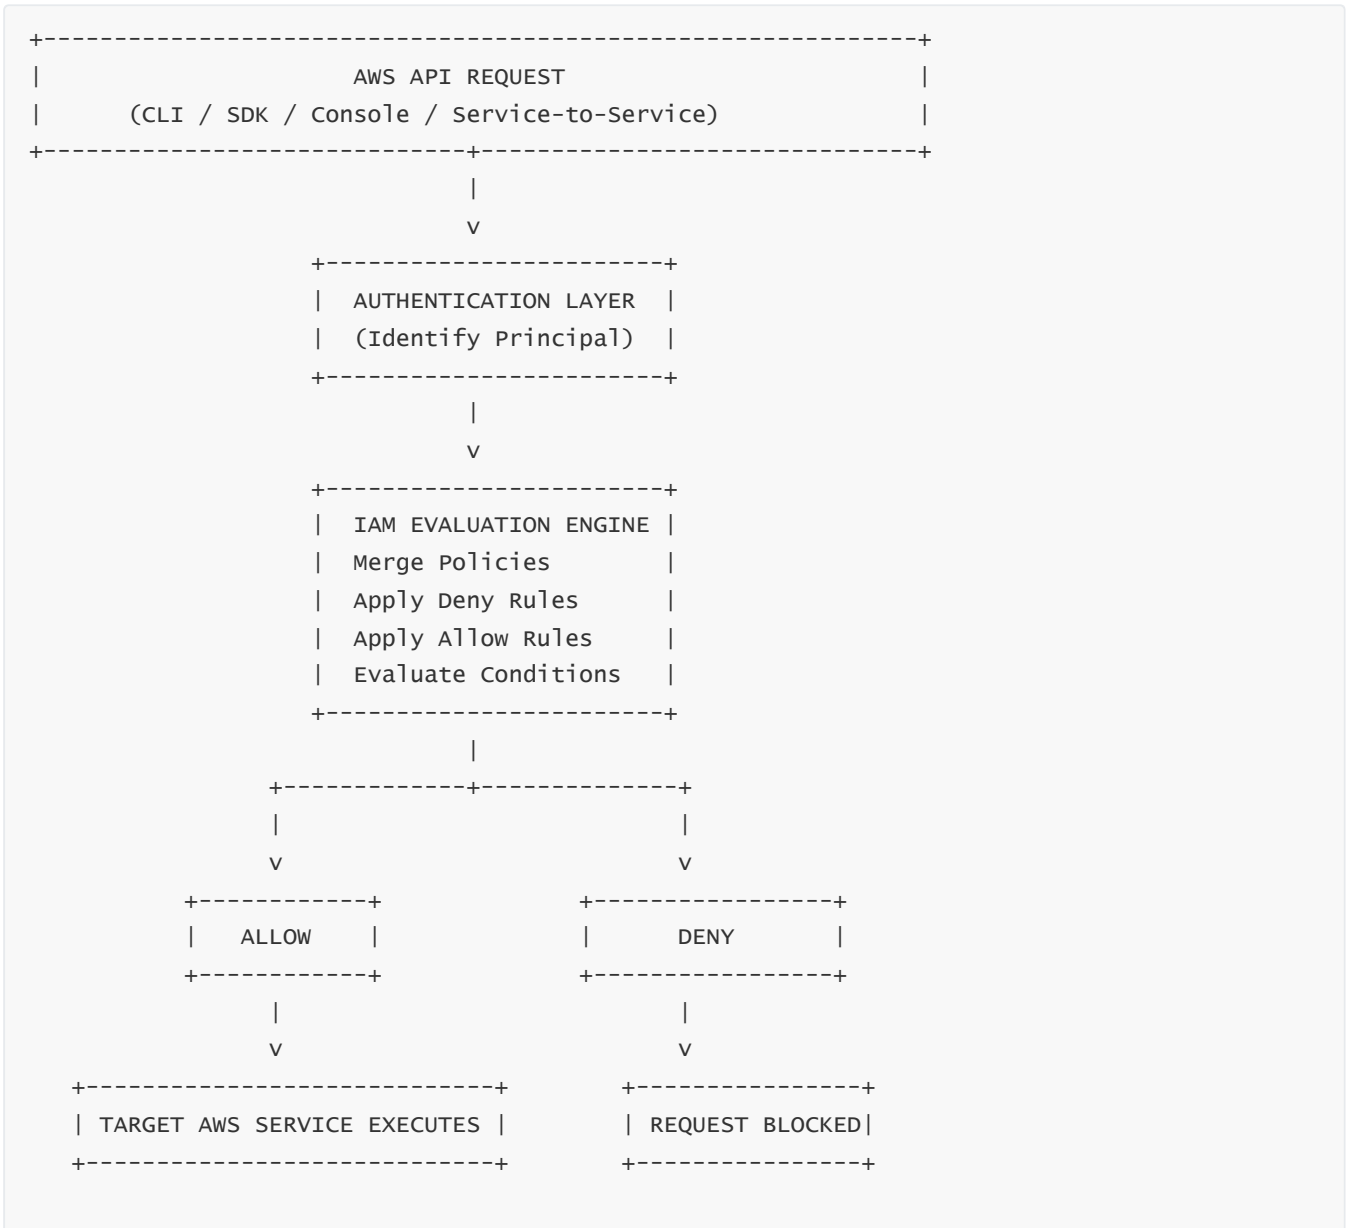 +--------------------------------------------------------------+
|                      AWS API REQUEST                         |
|      (CLI / SDK / Console / Service-to-Service)              |
+------------------------------+-------------------------------+
                               |
                               v
                    +------------------------+
                    |  AUTHENTICATION LAYER  |
                    |  (Identify Principal)  |
                    +------------------------+
                               |
                               v
                    +------------------------+
                    |  IAM EVALUATION ENGINE |
                    |  Merge Policies        |
                    |  Apply Deny Rules      |
                    |  Apply Allow Rules     |
                    |  Evaluate Conditions   |
                    +------------------------+
                               |
                 +-------------+--------------+
                 |                            |
                 v                            v
           +------------+              +-----------------+
           |   ALLOW    |              |      DENY       |
           +------------+              +-----------------+
                 |                            |
                 v                            v
   +-----------------------------+        +----------------+
   | TARGET AWS SERVICE EXECUTES |        | REQUEST BLOCKED|
   +-----------------------------+        +----------------+